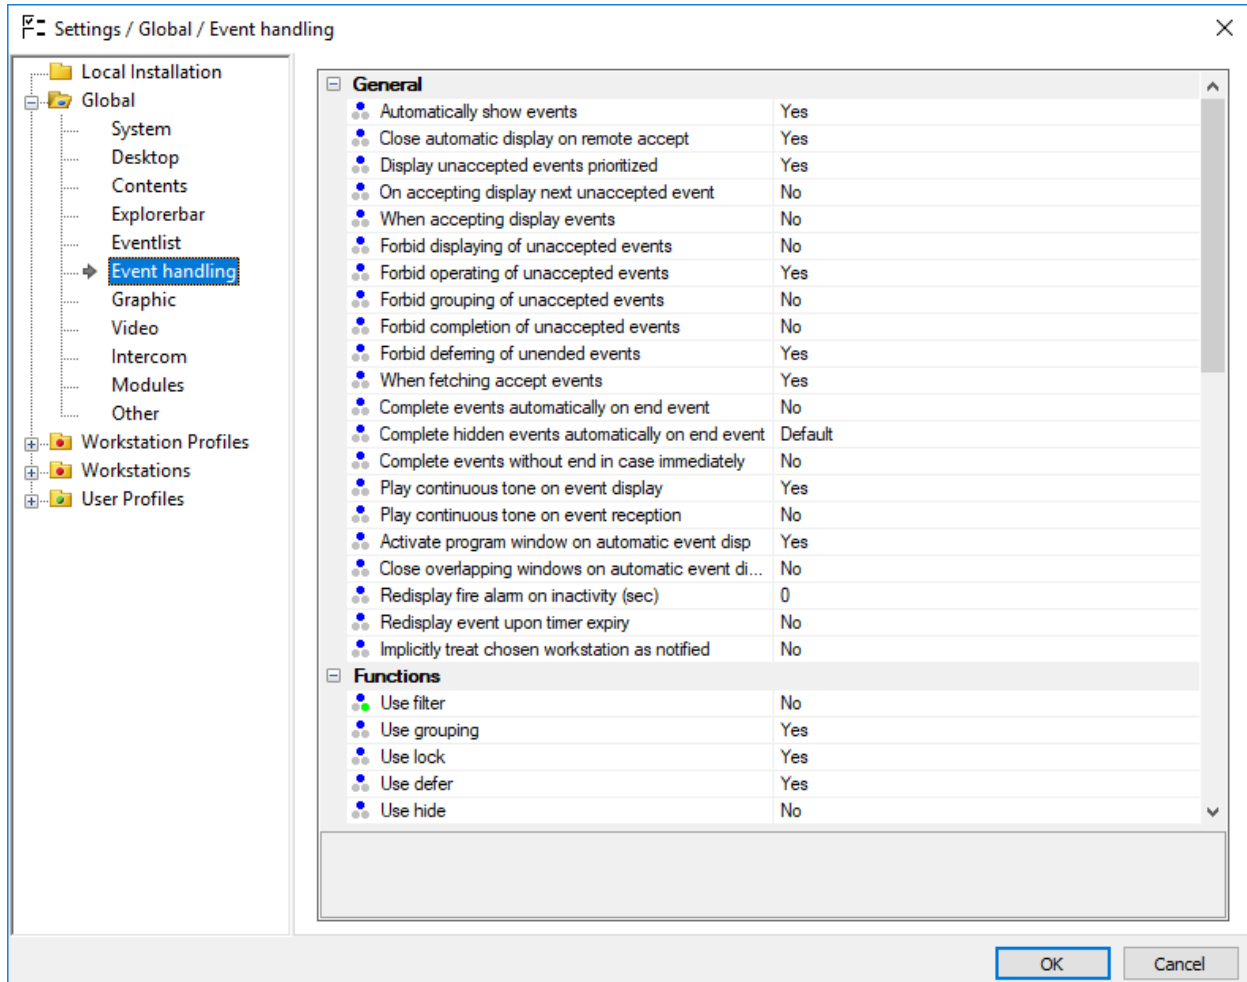 Settings / Global / Event handling
Local Installation
Global
System
Desktop
Contents
Explorerbar
Eventlist
Event handling
Graphic
Video
Intercom
Modules
Other
Workstation Profiles
Workstations
User Profiles
General
Automatically show events Yes
Close automatic display on remote accept Yes
Display unaccepted events prioritized Yes
On accepting display next unaccepted event No
When accepting display events No
Forbid displaying of unaccepted events No
Forbid operating of unaccepted events Yes
Forbid grouping of unaccepted events No
Forbid completion of unaccepted events No
Forbid deferring of unended events Yes
When fetching accept events Yes
Complete events automatically on end event No
Complete hidden events automatically on end event Default
Complete events without end in case immediately No
Play continuous tone on event display Yes
Play continuous tone on event reception No
Activate program window on automatic event disp Yes
Close overlapping windows on automatic event di... No
Redisplay fire alarm on inactivity (sec) 0
Redisplay event upon timer expiry No
Implicitly treat chosen workstation as notified No
Functions
Use filter No
Use grouping Yes
Use lock Yes
Use defer Yes
Use hide No
OK Cancel